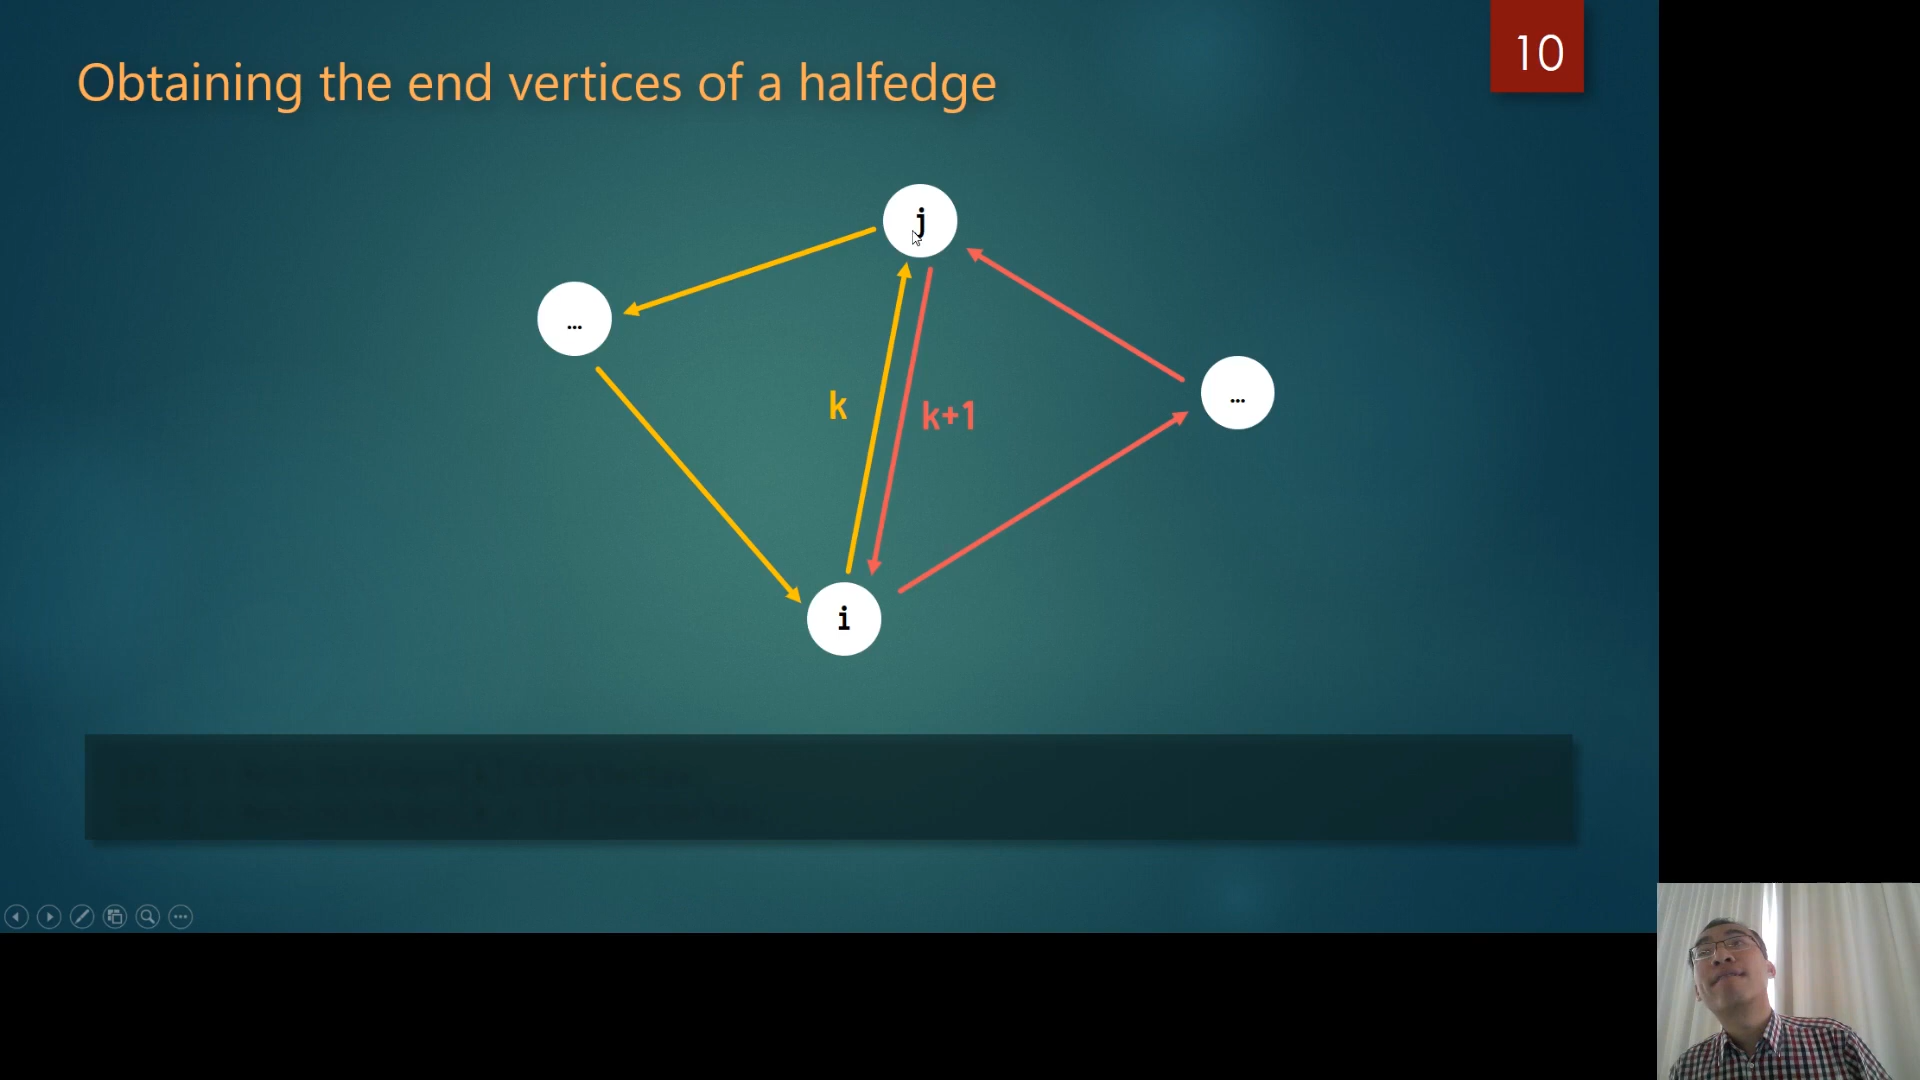 Obtaining the end vertices of a halfedge
10
j
...
k
k+1
...
i